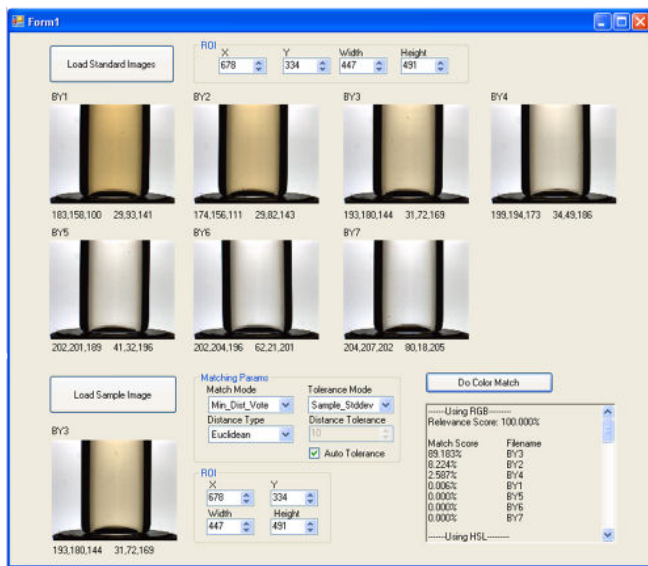 Form1
Load Standard Images
ROI
X Y Width Height
678 334 447 491
BY1 BY2 BY3 BY4
183,158,100 29,93,141 174,156,111 29,82,143 193,180,144 31,72,169 199,194,173 34,49,186
BY5 BY6 BY7
202,201,189 41,32,196 202,204,196 62,21,201 204,207,202 80,18,205
Load Sample Image
BY3
193,180,144 31,72,169
Matching Params
Match Mode Tolerance Mode
Min_Dist_Vote Sample_Stddev
Distance Type Distance Tolerance
Euclidean 10
Auto Tolerance
ROI
X Y
678 334
Width Height
447 491
Do Color Match
------Using RGB--------
Relevance Score: 100.000%
Match Score Filename
89.183% BY3
8.224% BY2
2.587% BY4
0.006% BY1
0.000% BY5
0.000% BY6
0.000% BY7
------Using HSL--------